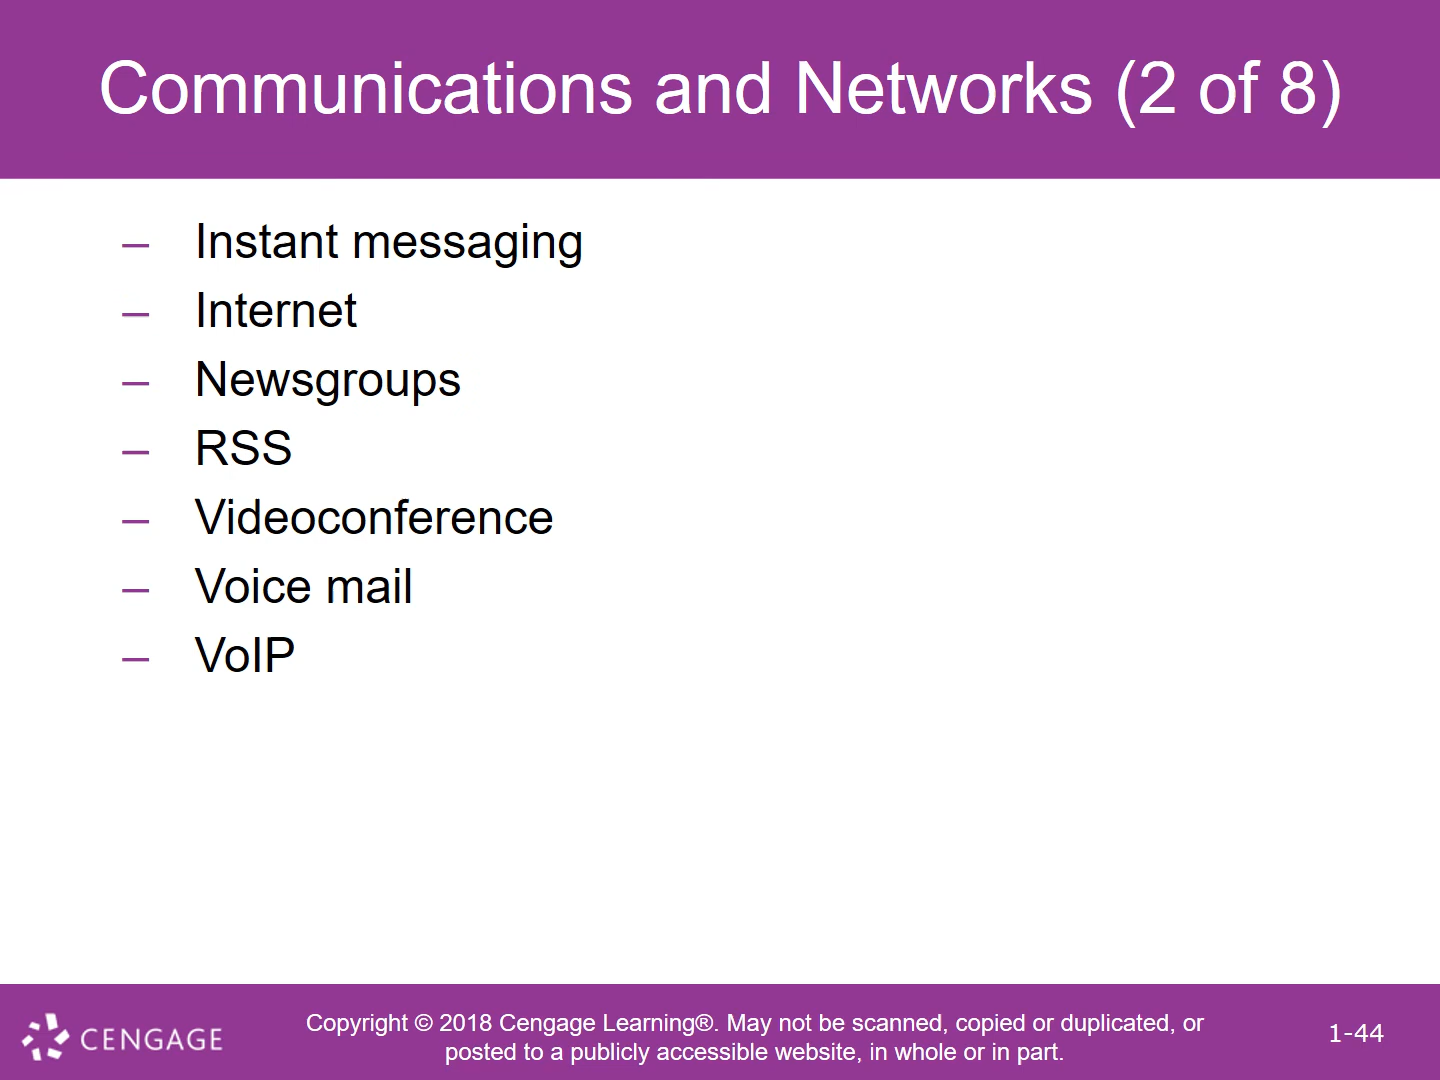 Communications and Networks (2 of 8)
– Instant messaging
– Internet
– Newsgroups
– RSS
– Videoconference
– Voice mail
– VoIP
CENGAGE
Copyright © 2018 Cengage Learning®. May not be scanned, copied or duplicated, or
posted to a publicly accessible website, in whole or in part.
1-44